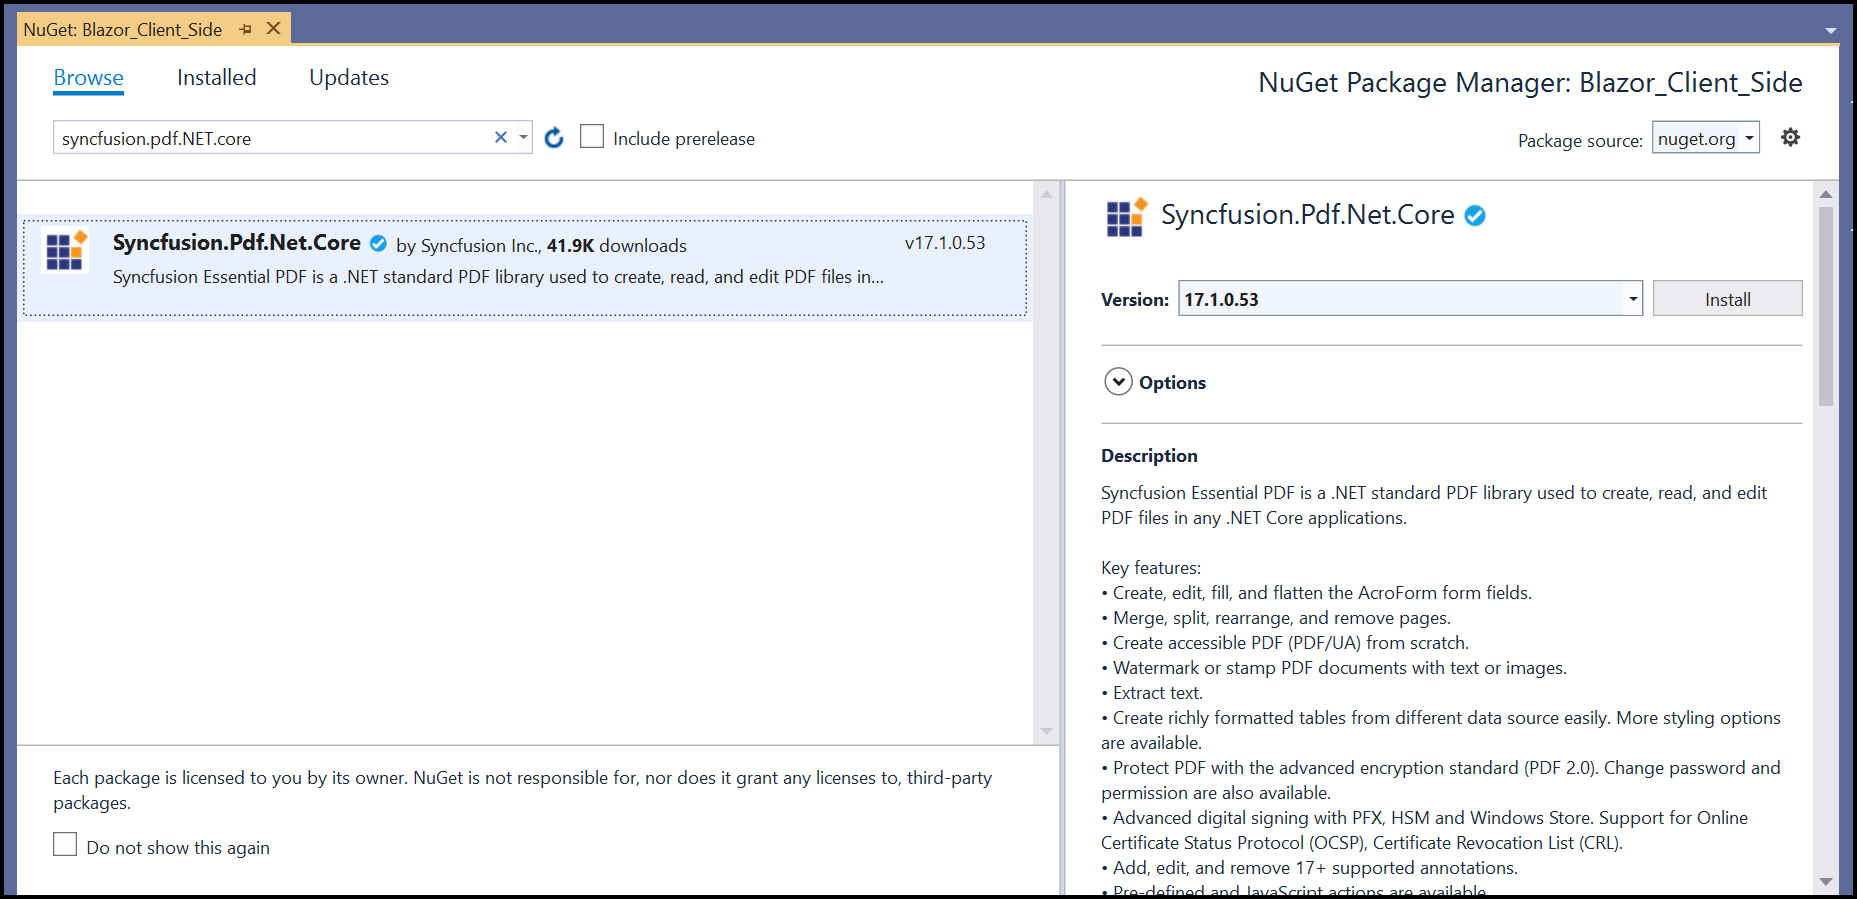 NuGet: Blazor_Client_Side
Browse Installed Updates
NuGet Package Manager: Blazor_Client_Side
syncfusion.pdf.NET.core
Include prerelease
Package source: nuget.org
Syncfusion.Pdf.Net.Core by Syncfusion Inc., 41.9K downloads v17.1.0.53
Syncfusion Essential PDF is a .NET standard PDF library used to create, read, and edit PDF files in...
Each package is licensed to you by its owner. NuGet is not responsible for, nor does it grant any licenses to, third-party
packages.
Do not show this again
Syncfusion.Pdf.Net.Core
Version: 17.1.0.53 Install
Options
Description
Syncfusion Essential PDF is a .NET standard PDF library used to create, read, and edit
PDF files in any .NET Core applications.
Key features:
• Create, edit, fill, and flatten the AcroForm form fields.
• Merge, split, rearrange, and remove pages.
• Create accessible PDF (PDF/UA) from scratch.
• Watermark or stamp PDF documents with text or images.
• Extract text.
• Create richly formatted tables from different data source easily. More styling options
are available.
• Protect PDF with the advanced encryption standard (PDF 2.0). Change password and
permission are also available.
• Advanced digital signing with PFX, HSM and Windows Store. Support for Online
Certificate Status Protocol (OCSP), Certificate Revocation List (CRL).
• Add, edit, and remove 17+ supported annotations.
• Pre-defined and JavaScript actions are available